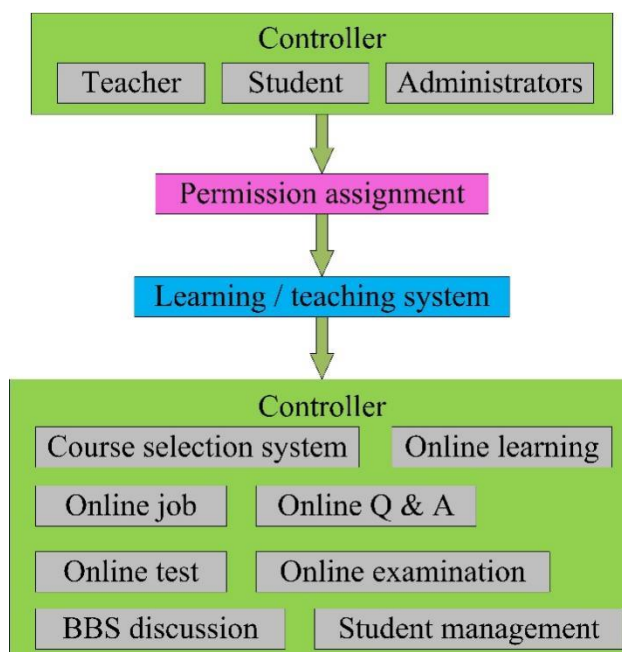 Controller
Teacher Student Administrators
Permission assignment
Learning / teaching system
Controller
Course selection system Online learning
Online job Online Q & A
Online test Online examination
BBS discussion Student management